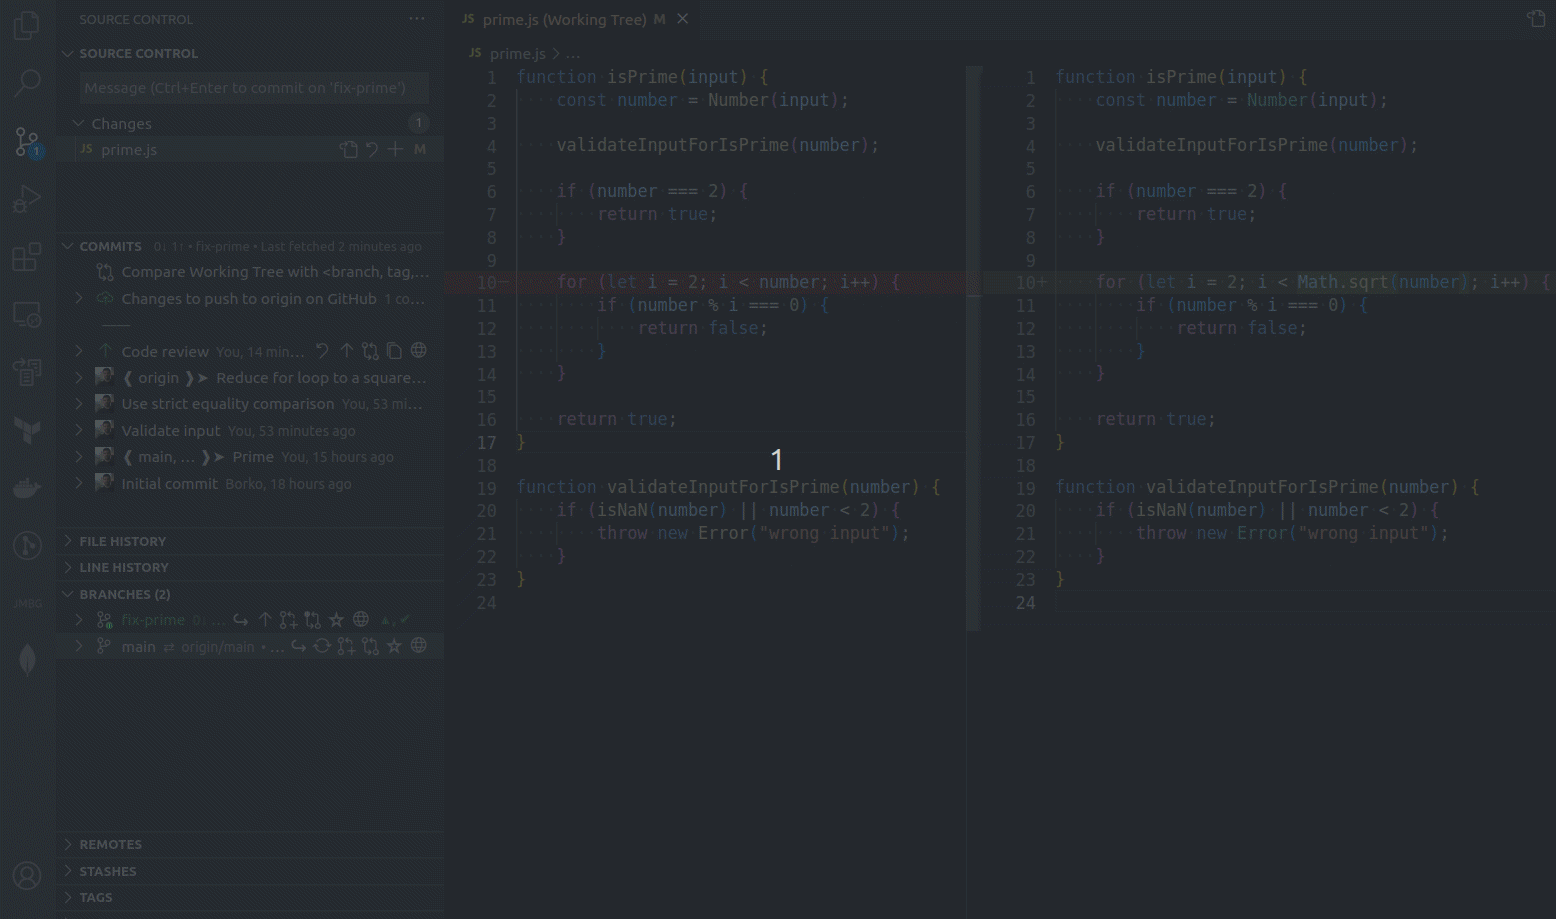 SOURCE CONTROL ...
SOURCE CONTROL
Message (Ctrl+Enter to commit on 'fix-prime')
Changes 1
JS prime.js M
1
COMMITS 0↓ 1↑ • fix-prime • Last fetched 2 minutes ago
Compare Working Tree with <branch, tag,...
Changes to push to origin on GitHub 1 co...
Code review You, 14 min...
❰ origin ❱➤ Reduce for loop to a square...
Use strict equality comparison You, 53 mi...
Validate input You, 53 minutes ago
❰ main, ... ❱➤ Prime You, 15 hours ago
Initial commit Borko, 18 hours ago
FILE HISTORY
LINE HISTORY
BRANCHES (2)
fix-prime 0↓ ...
main ⇄ origin/main • ...
JMBG
REMOTES
STASHES
TAGS
JS prime.js (Working Tree) M ✕
JS prime.js > ...
1 function isPrime(input) {
2 const number = Number(input);
3
4 validateInputForIsPrime(number);
5
6 if (number === 2) {
7 return true;
8 }
9
10- for (let i = 2; i < number; i++) {
11 if (number % i === 0) {
12 return false;
13 }
14 }
15
16 return true;
17 }
18
19 function validateInputForIsPrime(number) {
20 if (isNaN(number) || number < 2) {
21 throw new Error("wrong input");
22 }
23 }
24
1 function isPrime(input) {
2 const number = Number(input);
3
4 validateInputForIsPrime(number);
5
6 if (number === 2) {
7 return true;
8 }
9
10+ for (let i = 2; i < Math.sqrt(number); i++) {
11 if (number % i === 0) {
12 return false;
13 }
14 }
15
16 return true;
17 }
18
19 function validateInputForIsPrime(number) {
20 if (isNaN(number) || number < 2) {
21 throw new Error("wrong input");
22 }
23 }
24
1